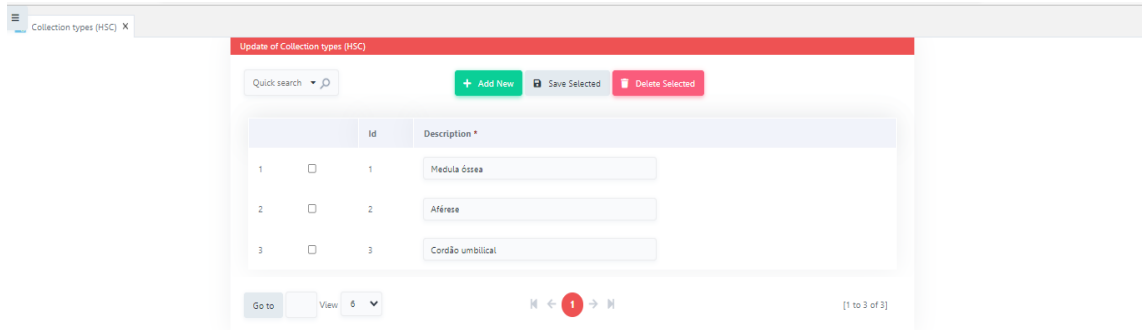 Collection types (HSC) X
Update of Collection types (HSC)
Quick search
+ Add New Save Selected Delete Selected
Id Description *
1 1 Medula óssea
2 2 Aférese
3 3 Cordão umbilical
Go to View 6 1 [1 to 3 of 3]